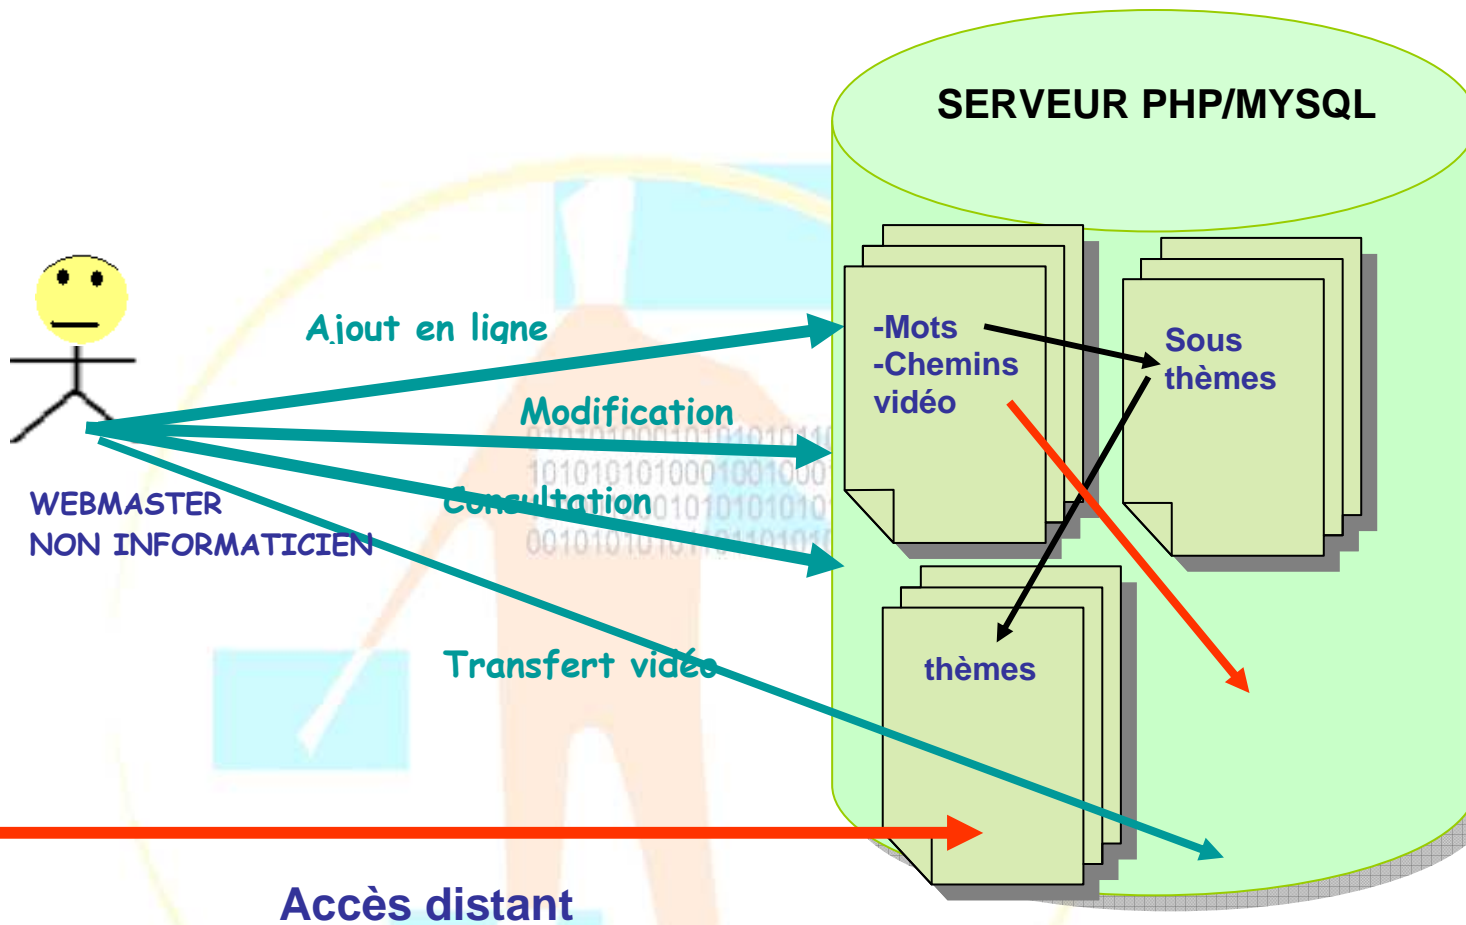 SERVEUR PHP/MYSQL
Ajout en ligne
-Mots
-Chemins
vidéo
Sous
thèmes
Modification
Consultation
WEBMASTER
NON INFORMATICIEN
Transfert vidéo
thèmes
Accès distant